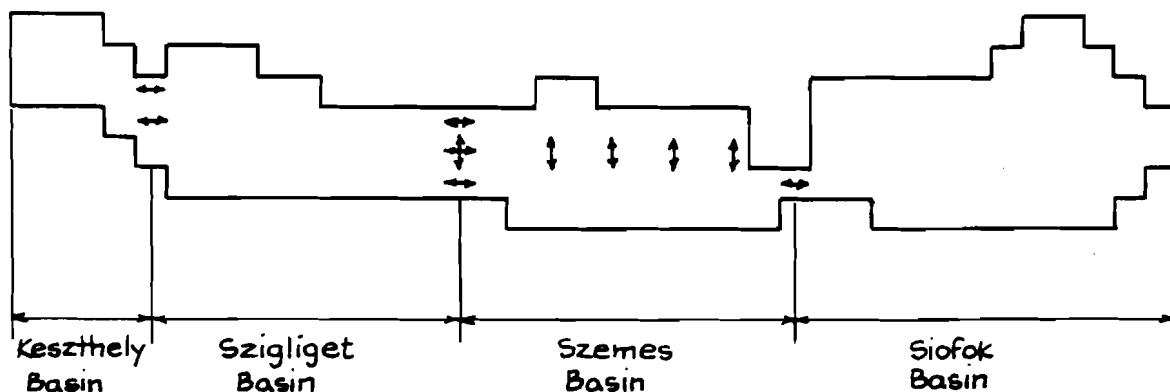 Keszthely
Basin
Szigliget
Basin
Szemes
Basin
Siofok
Basin